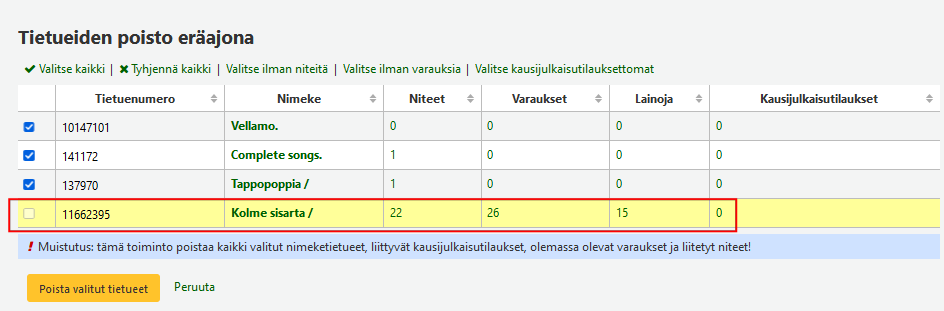 Tietueiden poisto eräajona
Valitse kaikki | Tyhjennä kaikki | Valitse ilman niteitä | Valitse ilman varauksia | Valitse kausijulkaisutilauksettomat
Tietuenumero Nimeke Niteet Varaukset Lainoja Kausijulkaisutilaukset
10147101 Vellamo. 0 0 0 0
141172 Complete songs. 1 0 0 0
137970 Tappopoppia / 1 0 0 0
11662395 Kolme sisarta / 22 26 15 0
! Muistutus: tämä toiminto poistaa kaikki valitut nimeketietueet, liittyvät kausijulkaisutilaukset, olemassa olevat varaukset ja liitetyt niteet!
Poista valitut tietueet Peruuta